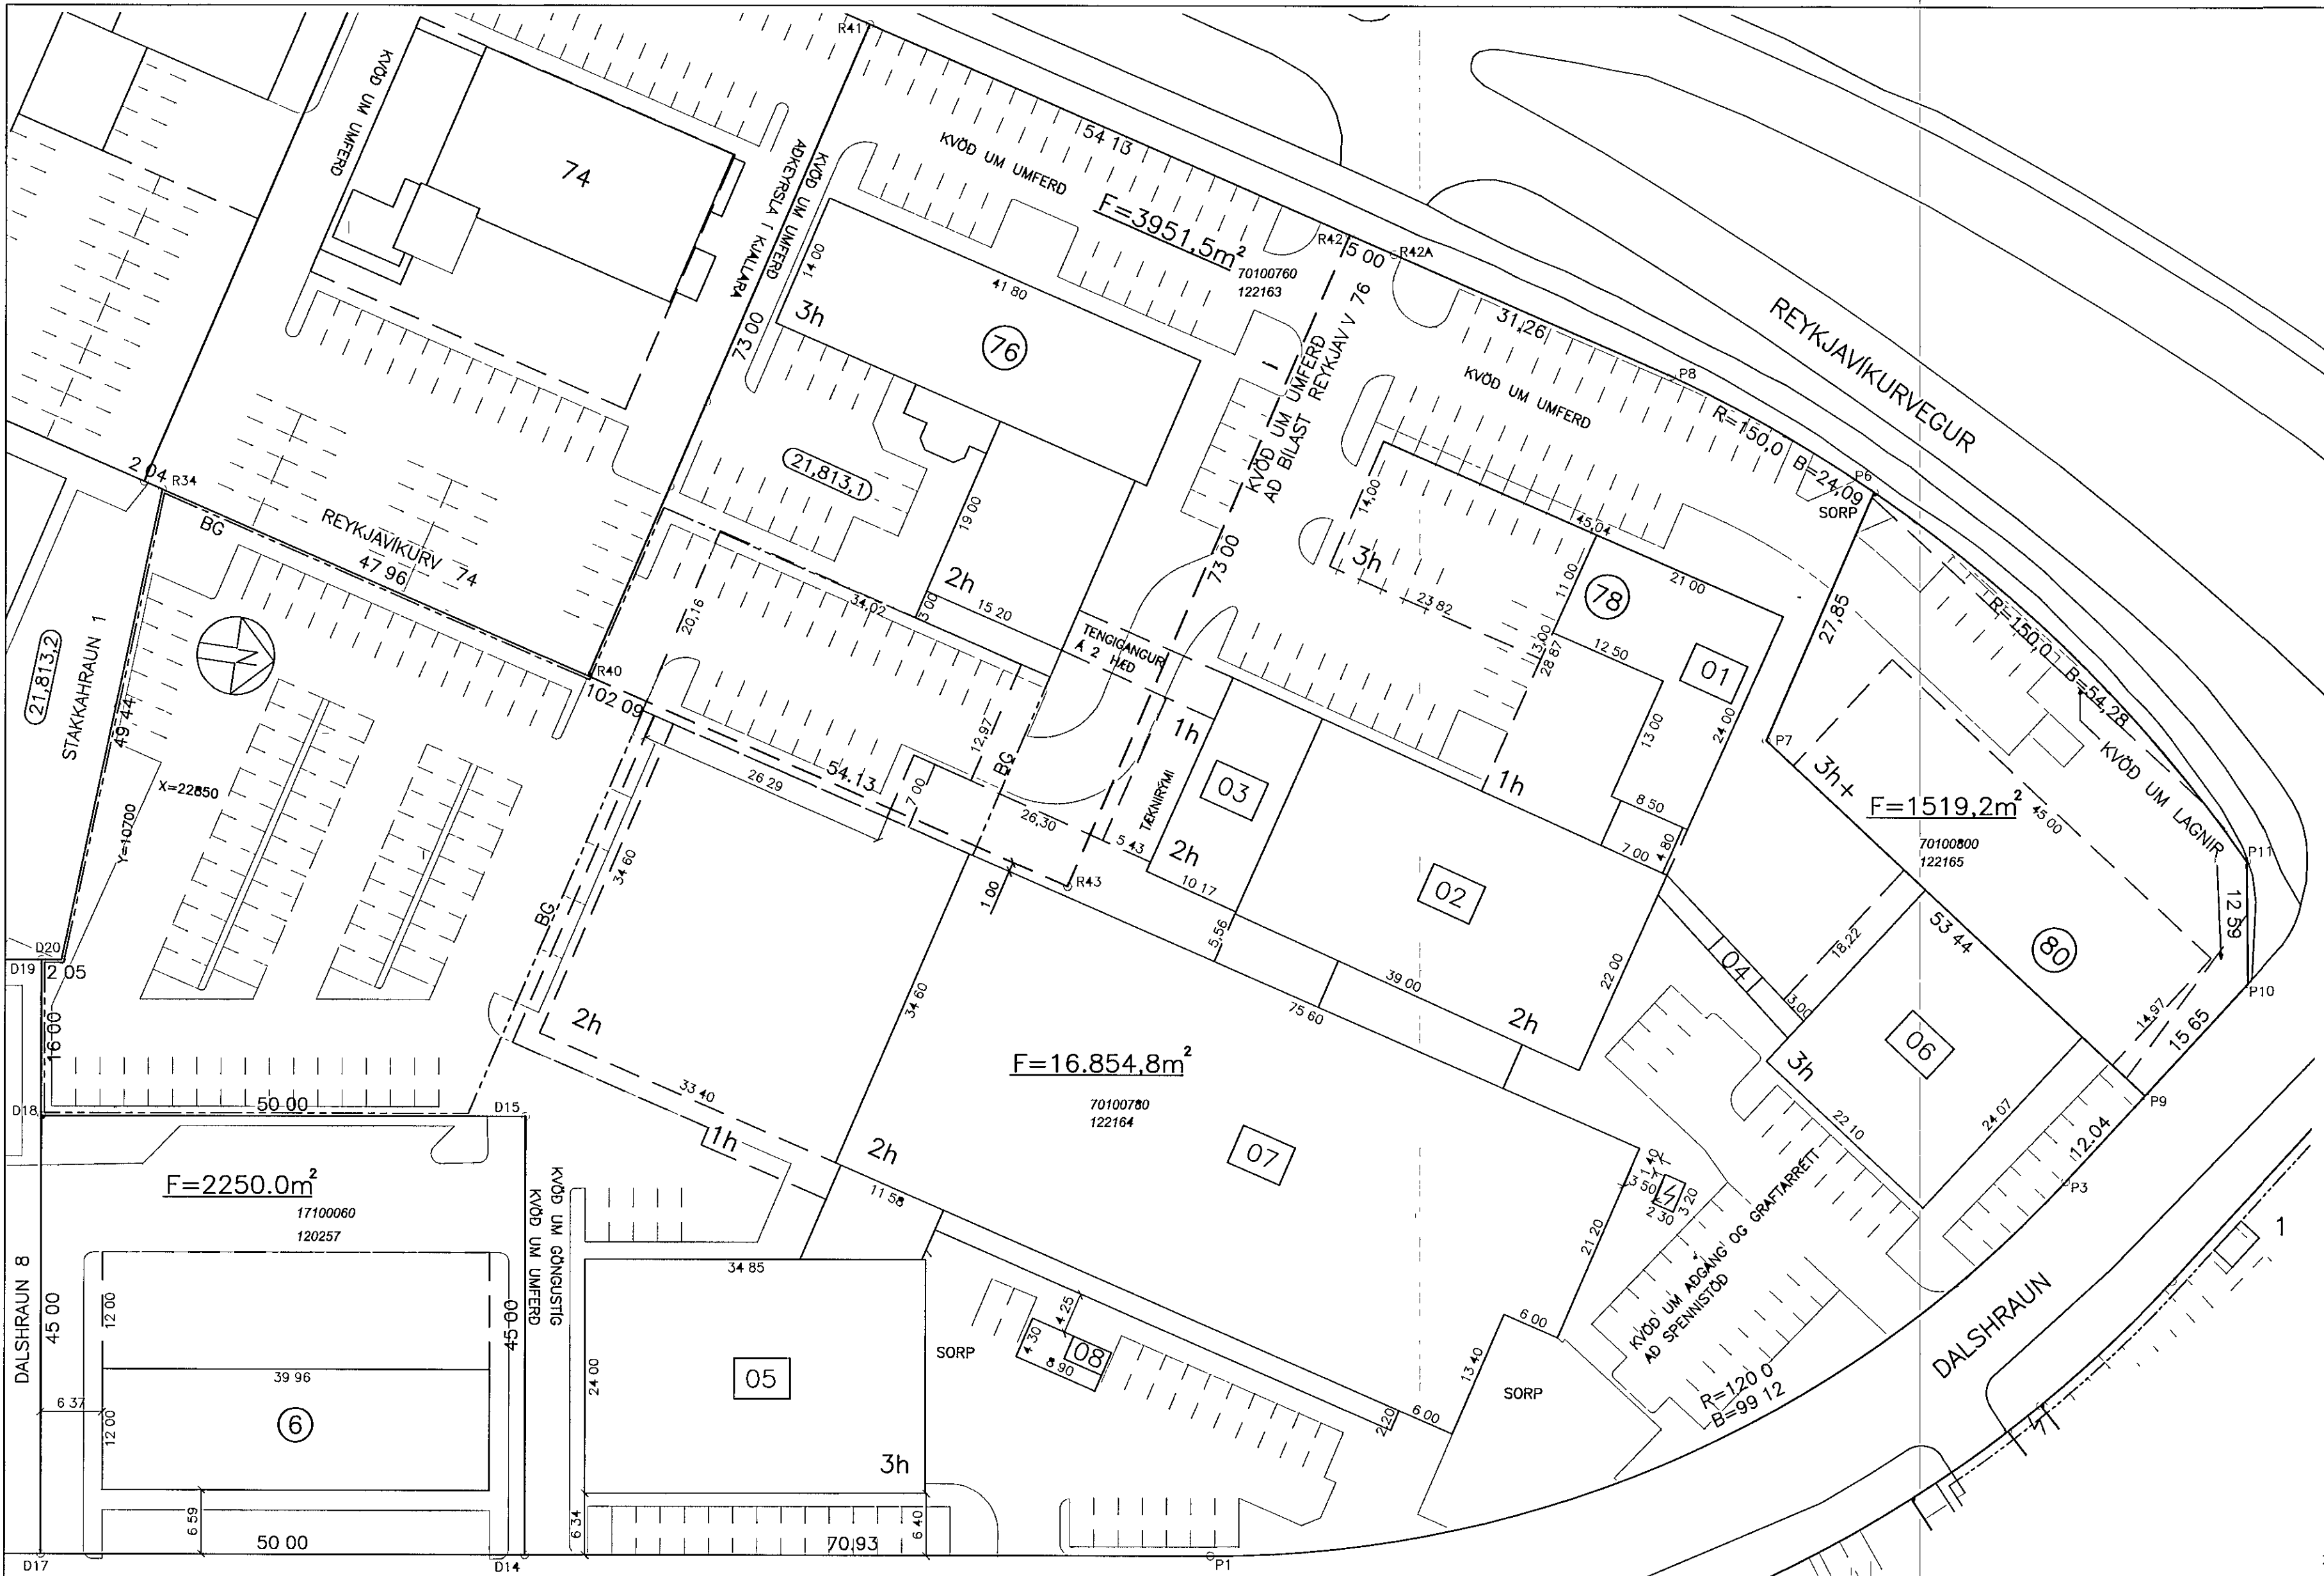 R41
KVÖÐ UM UMFERÐ
74
KVÖÐ UM UMFERÐ
AÐKEYRSLA Í KJALLARA
73 00
54 13
KVÖÐ UM UMFERÐ
F=3951,5m²
70100760
122163
R42
5 00
R42A
14 00
3h
41 80
76
KVÖÐ UM UMFERÐ
AÐ BÍLAST REYKJAV V 76
73 00
31,26
P8
KVÖÐ UM UMFERÐ
R=150,0 B=24,09
P6
SORP
REYKJAVÍKURVEGUR
21,813,1
19 00
2h
5 00
15 20
14,00
3h
45,04
23 82
11 00
78
21 00
3,00
28 87
12 50
01
13 00
24 00
8 50
7 00
4 80
1h
27,85
P7
R=150,0 B=54,28
KVÖÐ UM LAGNIR
3h+
F=1519,2m²
45 00
70100800
122165
P11
12 59
P10
2 04
R34
BG
REYKJAVÍKURV 74
47 96
21,813,2
STAKKAHRAUN 1
49 44
R40
102 09
20,16
34,02
TENGIGANGUR
Á 2 HÆÐ
12,97
BG
54.13
26 29
7 00
26,30
5 43
1h
TÆKNIRÝMI
2h
03
10 17
R43
1 00
5,56
02
39 00
22 00
2h
75 60
X=22850
Y=10700
34 60
BG
2h
34 60
33 40
1h
D20
D19
2 05
16 00
D18
50 00
D15
04
18,22
3,00
53 44
80
06
3h
22 10
24 07
14,97
15 65
P9
12.04
P3
F=16.854,8m²
70100780
122164
07
2h
11 58
F=2250.0m²
17100060
120257
KVÖÐ UM GÖNGUSTÍG
KVÖÐ UM UMFERÐ
DALSHRAUN 8
45 00
12 00
45 00
39 96
6 37
12 00
6
6 59
50 00
D17
D14
34 85
24 00
05
3h
6 34
70,93
6 40
SORP
4 25
4 30
08
8 90
2,20
6 00
13 40
6 00
21 20
1 40
3 50
2 30
3 20
KVÖÐ UM AÐGANG OG GRAFTARRÉTT
AÐ SPENNISTÖÐ
SORP
R=120 0
B=99 12
P1
DALSHRAUN
1